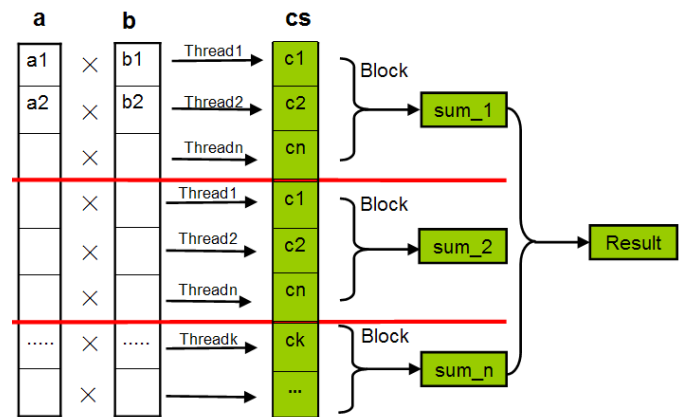 a b cs
a1 × b1 Thread1 c1
Block
a2 × b2 Thread2 c2 sum_1
× Threadn cn
× Thread1 c1
Block
× Thread2 c2 sum_2 Result
× Threadn cn
..... × ..... Threadk ck
Block
× ... sum_n